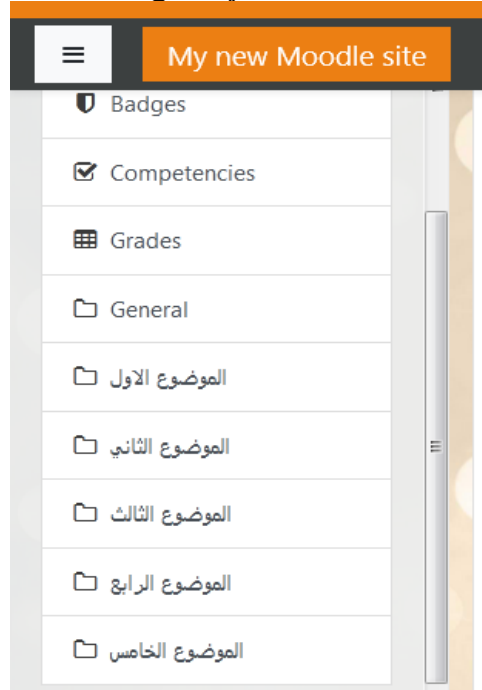 My new Moodle site
Badges
Competencies
Grades
General
الموضوع الاول
الموضوع الثاني
الموضوع الثالث
الموضوع الرابع
الموضوع الخامس